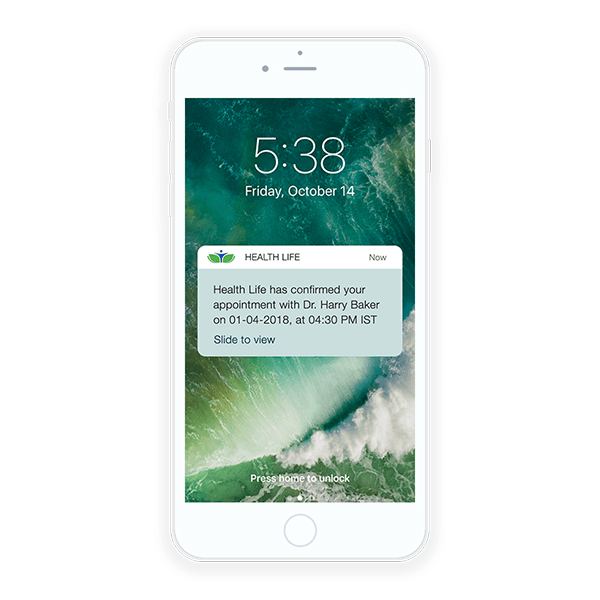 5:38
Friday, October 14
HEALTH LIFE Now
Health Life has confirmed your
appointment with Dr. Harry Baker
on 01-04-2018, at 04:30 PM IST
Slide to view
Press home to unlock